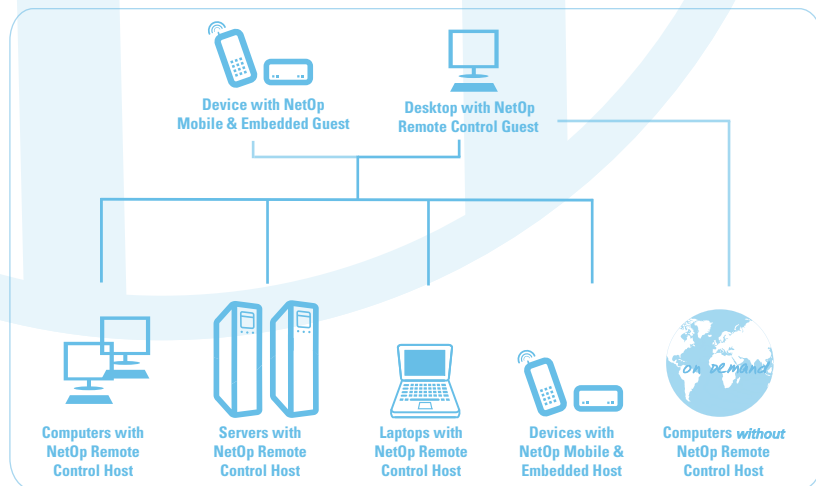 Device with NetOp
Mobile & Embedded Guest
Desktop with NetOp
Remote Control Guest
on Demand
Computers with
NetOp Remote
Control Host
Servers with
NetOp Remote
Control Host
Laptops with
NetOp Remote
Control Host
Devices with
NetOp Mobile &
Embedded Host
Computers without
NetOp Remote
Control Host